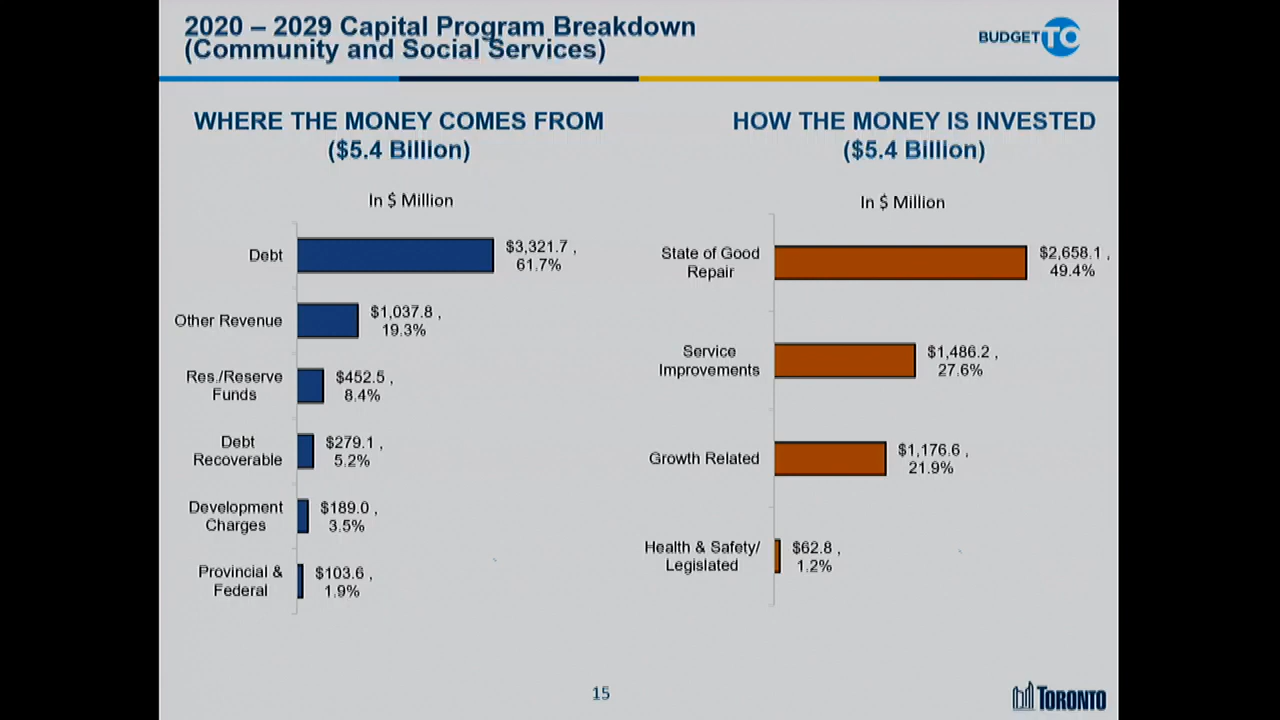 2020 – 2029 Capital Program Breakdown
(Community and Social Services)
BUDGETTO
WHERE THE MONEY COMES FROM
($5.4 Billion)
In $ Million
Debt
$3,321.7 ,
61.7%
Other Revenue
$1,037.8 ,
19.3%
Res./Reserve
Funds
$452.5 ,
8.4%
Debt
Recoverable
$279.1 ,
5.2%
Development
Charges
$189.0 ,
3.5%
Provincial &
Federal
$103.6 ,
1.9%
HOW THE MONEY IS INVESTED
($5.4 Billion)
In $ Million
State of Good
Repair
$2,658.1 ,
49.4%
Service
Improvements
$1,486.2 ,
27.6%
Growth Related
$1,176.6 ,
21.9%
Health & Safety/
Legislated
$62.8 ,
1.2%
15
TORONTO